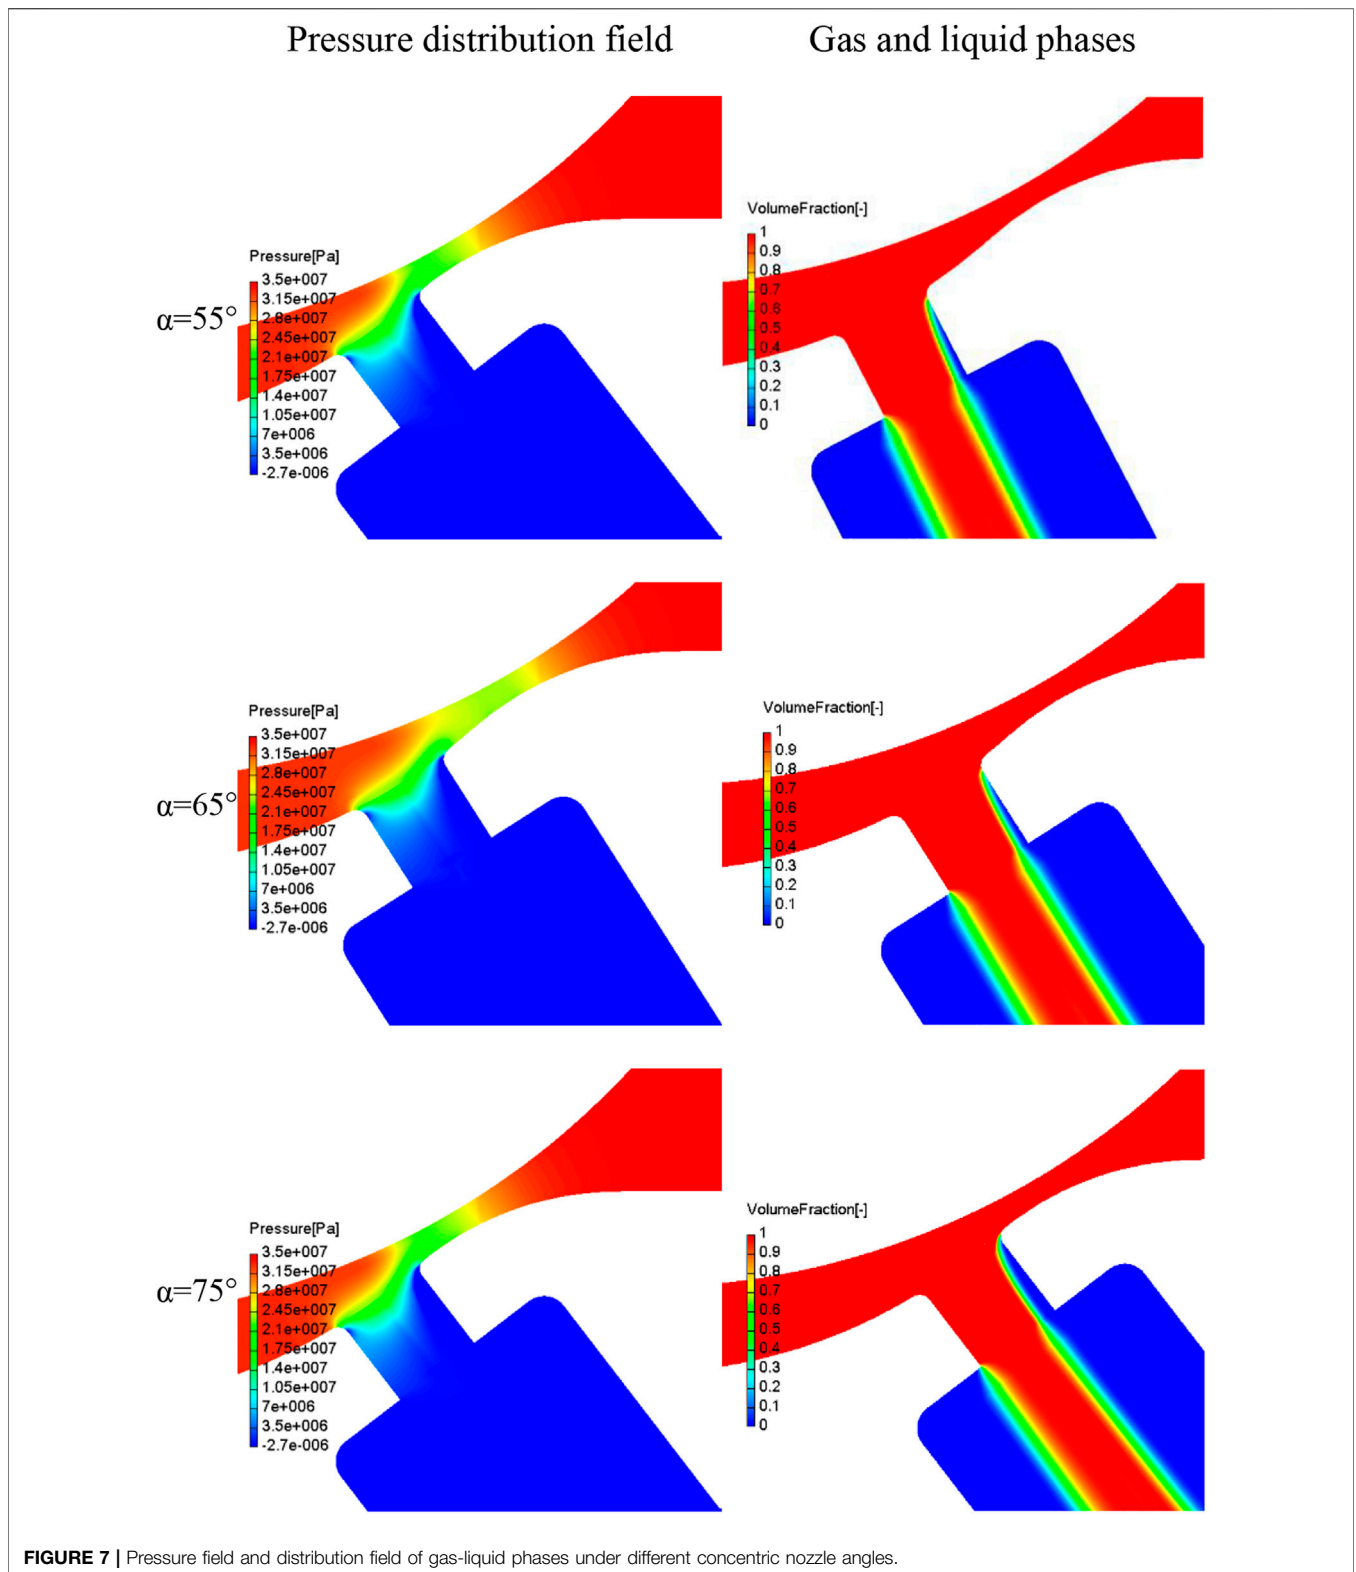 Pressure distribution field
Gas and liquid phases
α=55°
Pressure[Pa]
3.5e+007
3.15e+007
2.8e+007
2.45e+007
2.1e+007
1.75e+007
1.4e+007
1.05e+007
7e+006
3.5e+006
-2.7e-006
VolumeFraction[-]
1
0.9
0.8
0.7
0.6
0.5
0.4
0.3
0.2
0.1
0
α=65°
Pressure[Pa]
3.5e+007
3.15e+007
2.8e+007
2.45e+007
2.1e+007
1.75e+007
1.4e+007
1.05e+007
7e+006
3.5e+006
-2.7e-006
VolumeFraction[-]
1
0.9
0.8
0.7
0.6
0.5
0.4
0.3
0.2
0.1
0
α=75°
Pressure[Pa]
3.5e+007
3.15e+007
2.8e+007
2.45e+007
2.1e+007
1.75e+007
1.4e+007
1.05e+007
7e+006
3.5e+006
-2.7e-006
VolumeFraction[-]
1
0.9
0.8
0.7
0.6
0.5
0.4
0.3
0.2
0.1
0
FIGURE 7 | Pressure field and distribution field of gas-liquid phases under different concentric nozzle angles.